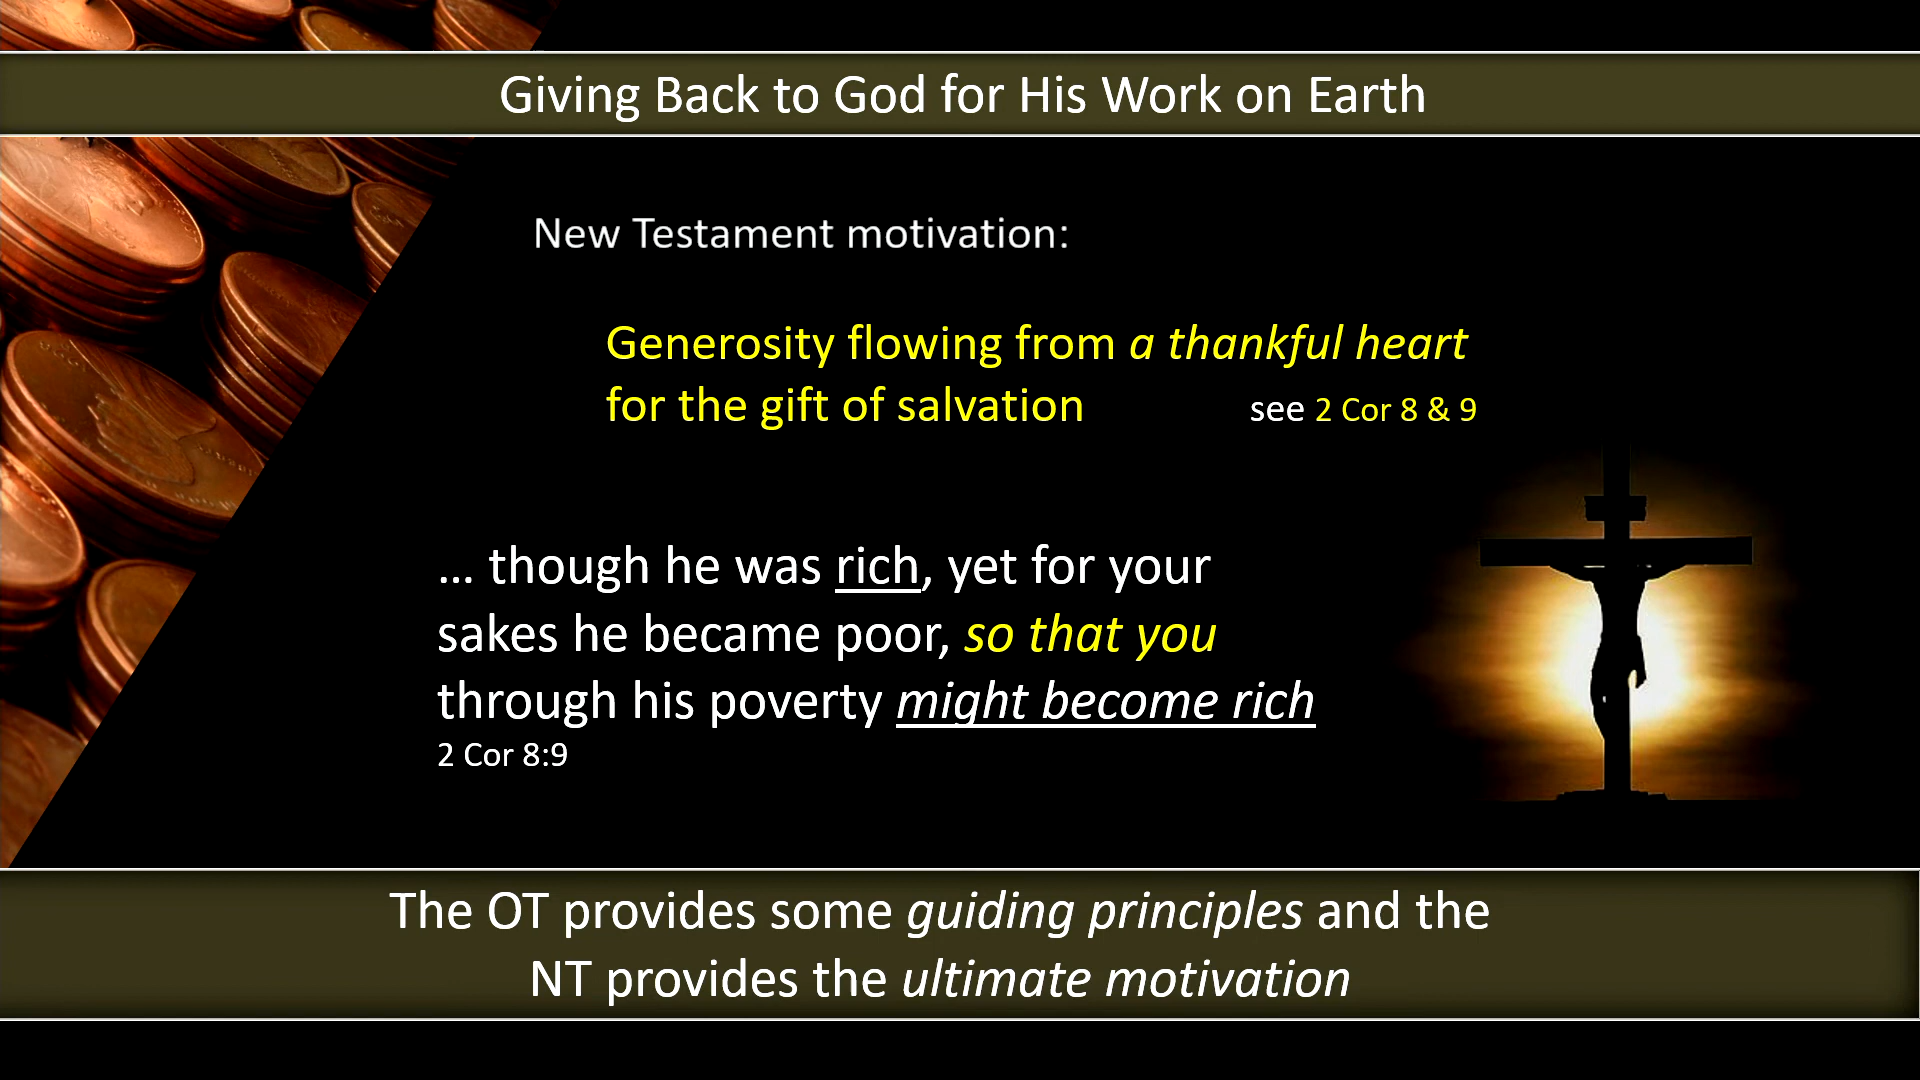 Giving Back to God for His Work on Earth
New Testament motivation:
Generosity flowing from a thankful heart
for the gift of salvation see 2 Cor 8 & 9
... though he was rich, yet for your
sakes he became poor, so that you
through his poverty might become rich
2 Cor 8:9
The OT provides some guiding principles and the
NT provides the ultimate motivation